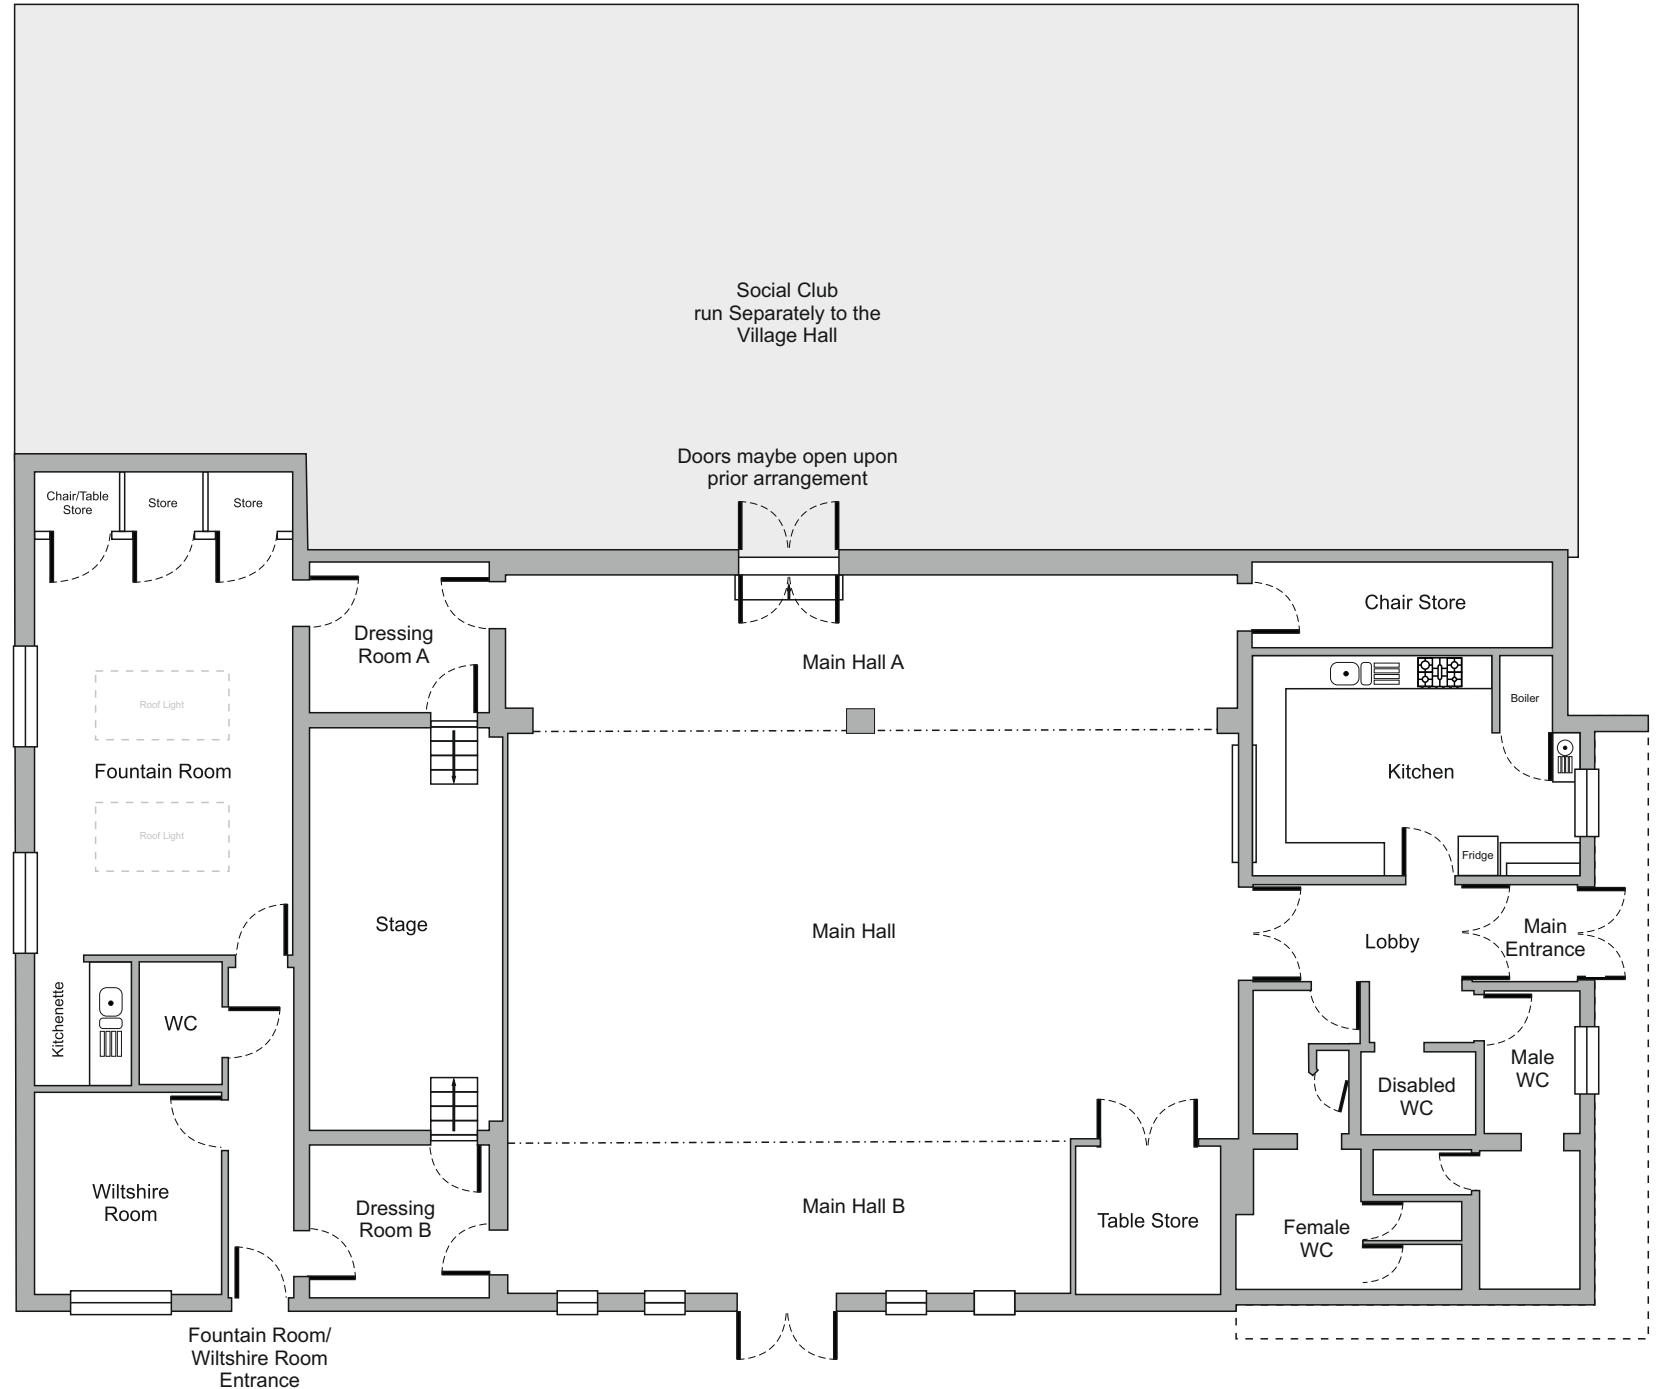 Social Club
run Separately to the
Village Hall
Doors maybe open upon
prior arrangement
Chair/Table
Store
Store
Store
Chair Store
Dressing
Room A
Main Hall A
Roof Light
Boiler
Fountain Room
Kitchen
Roof Light
Fridge
Stage
Main Hall
Lobby
Main
Entrance
Kitchenette
WC
Male
WC
Disabled
WC
Wiltshire
Room
Dressing
Room B
Main Hall B
Table Store
Female
WC
Fountain Room/
Wiltshire Room
Entrance